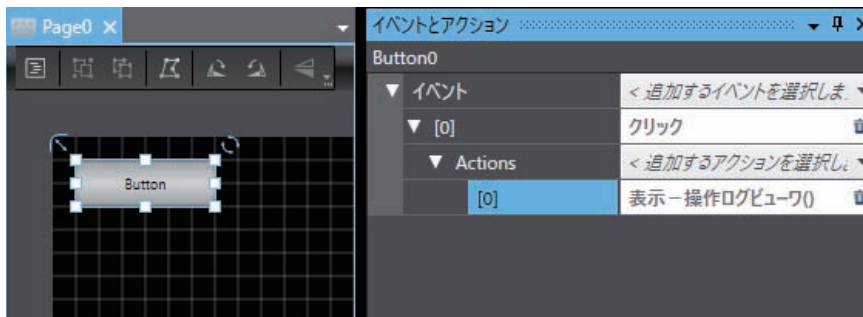 Page0
イベントとアクション
Button0
イベント
< 追加するイベントを選択しま
[0]
クリック
Actions
< 追加するアクションを選択し
[0]
表示－操作ログビューワ()
Button